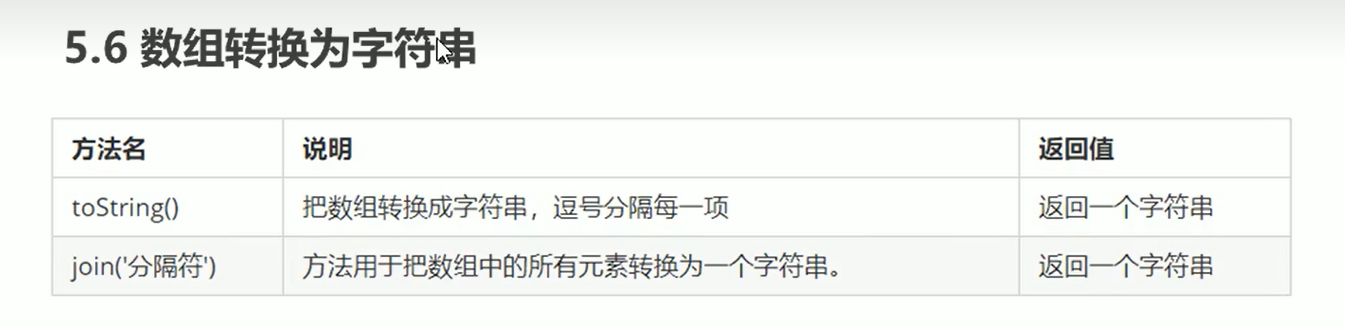 5.6 数组转换为字符串
方法名 说明 返回值
toString() 把数组转换成字符串，逗号分隔每一项 返回一个字符串
join('分隔符') 方法用于把数组中的所有元素转换为一个字符串。 返回一个字符串